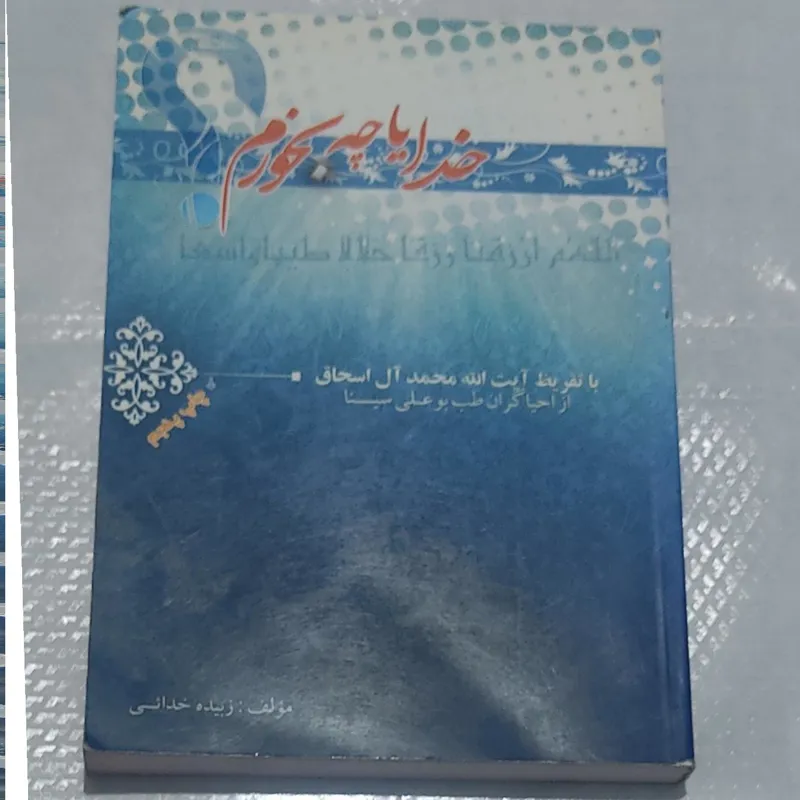 خدایا چه بخورم
اللهم ارزقنا رزقا حلالا طیبا واسعا
با تقریظ آیت الله محمد آل اسحاق
از احیاگران طب بوعلی سینا
مؤلف: زبیده خدائی